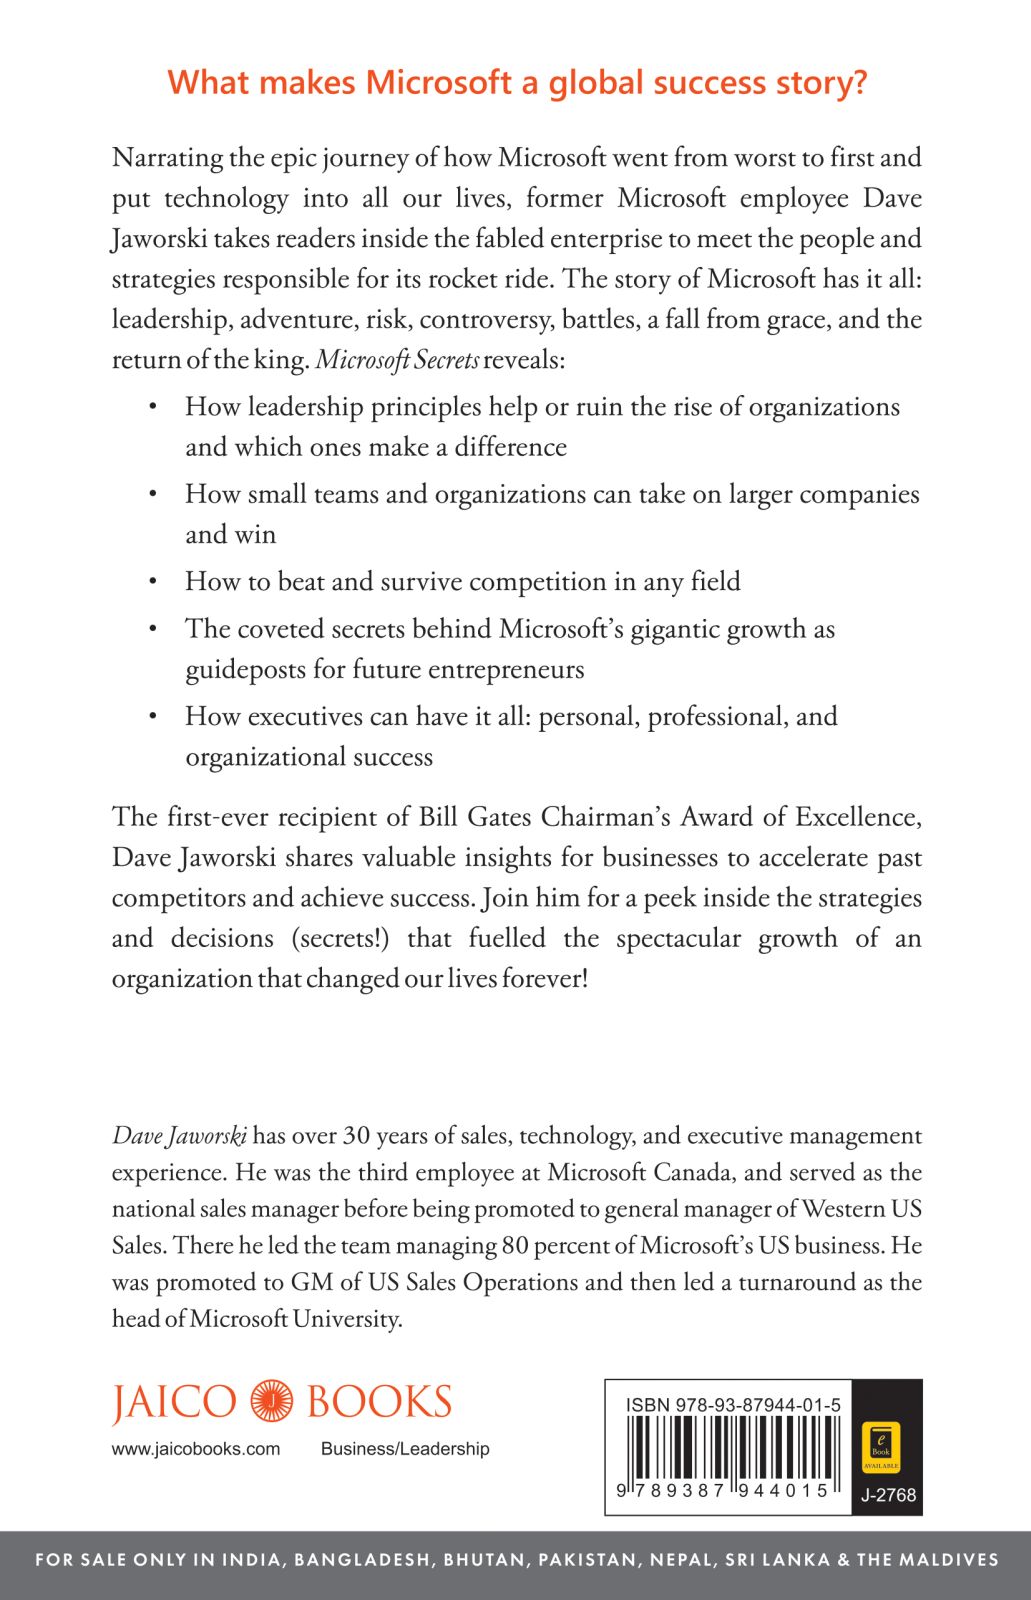 What makes Microsoft a global success story?
Narrating the epic journey of how Microsoft went from worst to first and
put technology into all our lives, former Microsoft employee Dave
Jaworski takes readers inside the fabled enterprise to meet the people and
strategies responsible for its rocket ride. The story of Microsoft has it all:
leadership, adventure, risk, controversy, battles, a fall from grace, and the
return of the king. Microsoft Secrets reveals:
• How leadership principles help or ruin the rise of organizations
and which ones make a difference
• How small teams and organizations can take on larger companies
and win
• How to beat and survive competition in any field
• The coveted secrets behind Microsoft’s gigantic growth as
guideposts for future entrepreneurs
• How executives can have it all: personal, professional, and
organizational success
The first-ever recipient of Bill Gates Chairman’s Award of Excellence,
Dave Jaworski shares valuable insights for businesses to accelerate past
competitors and achieve success. Join him for a peek inside the strategies
and decisions (secrets!) that fuelled the spectacular growth of an
organization that changed our lives forever!
Dave Jaworski has over 30 years of sales, technology, and executive management
experience. He was the third employee at Microsoft Canada, and served as the
national sales manager before being promoted to general manager of Western US
Sales. There he led the team managing 80 percent of Microsoft’s US business. He
was promoted to GM of US Sales Operations and then led a turnaround as the
head of Microsoft University.
JAICO J BOOKS
www.jaicobooks.com Business/Leadership
ISBN 978-93-87944-01-5
9 789387 944015
e
Book
AVAILABLE
J-2768
FOR SALE ONLY IN INDIA, BANGLADESH, BHUTAN, PAKISTAN, NEPAL, SRI LANKA & THE MALDIVES